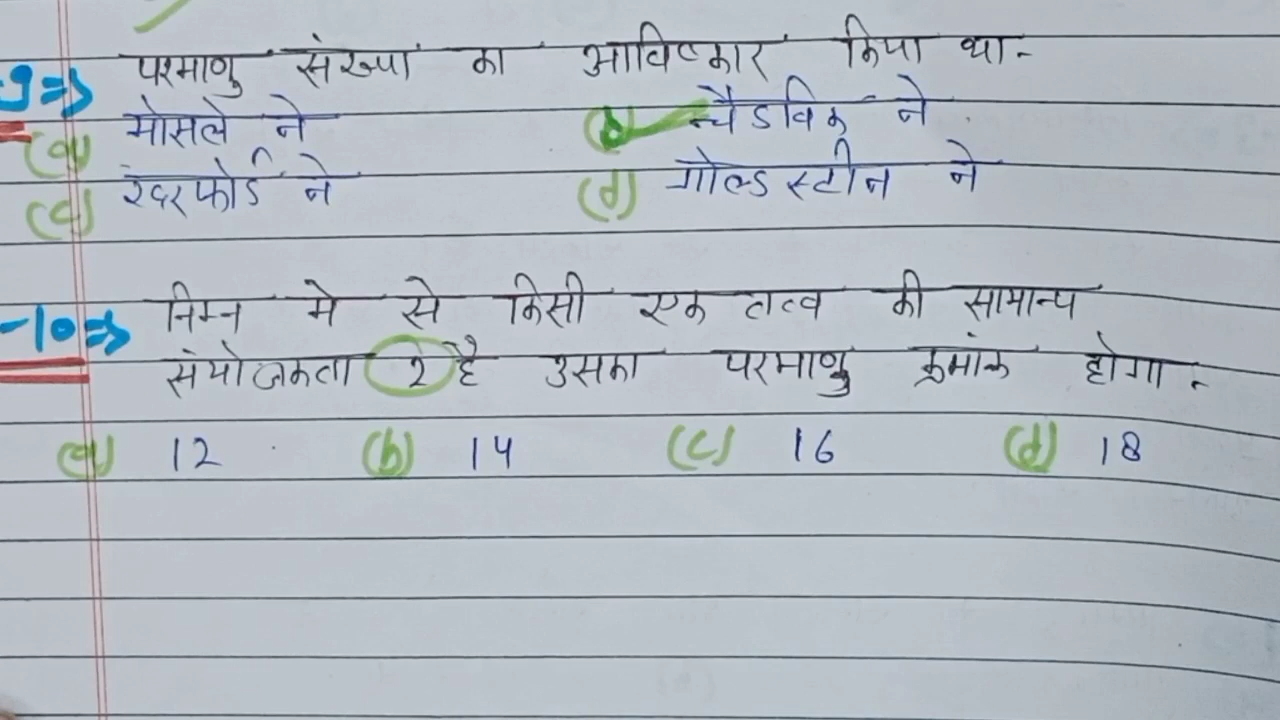 -9⇒ परमाणु संख्या का आविष्कार किया था-
(a) मोसले ने (b) चैडविक ने
(c) रदरफोर्ड ने (d) गोल्डस्टीन ने
-10⇒ निम्न मे से किसी एक तत्व की सामान्य
संयोजकता 2 है उसका परमाणु क्रमांक होगा-
(a) 12 (b) 14 (c) 16 (d) 18